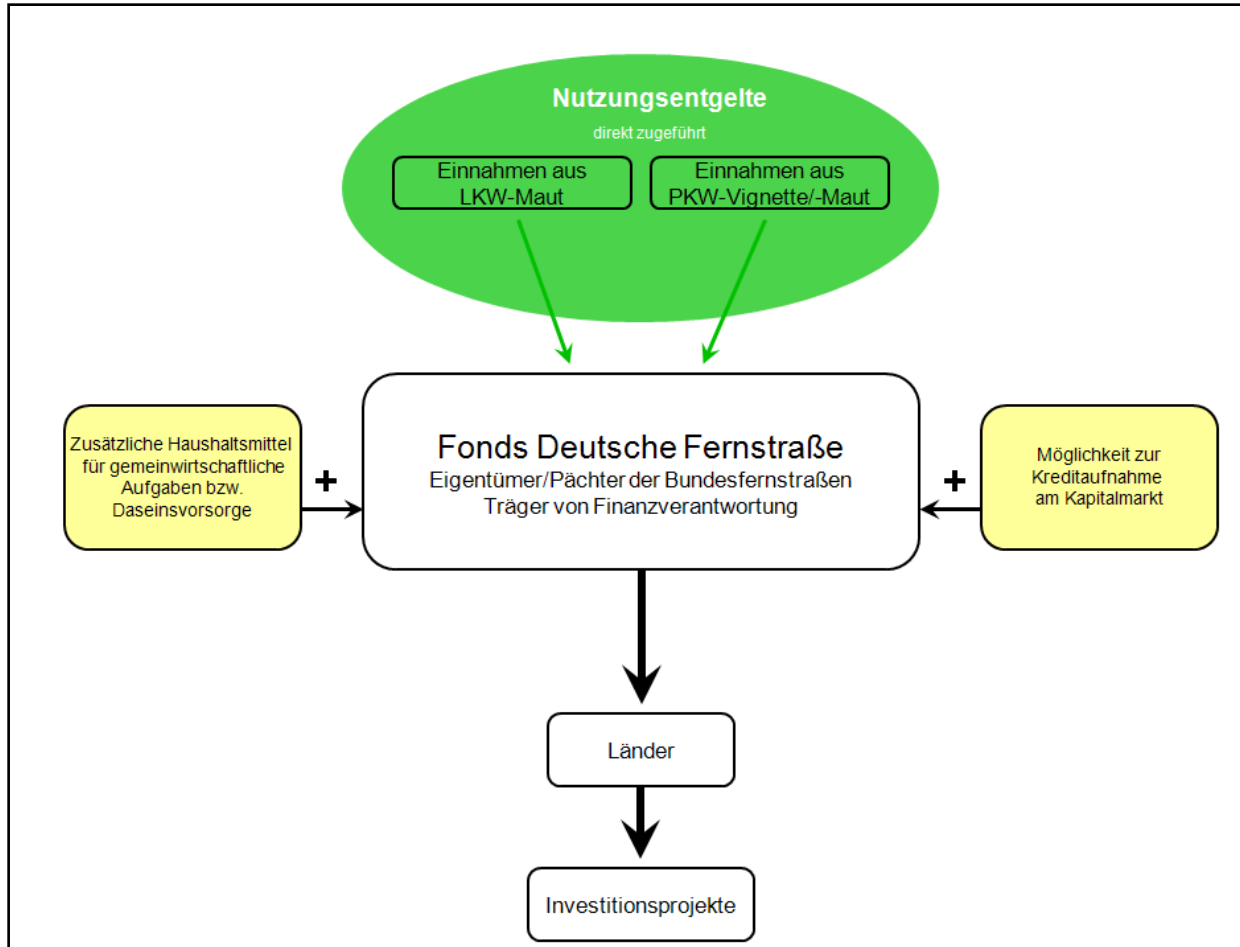 Nutzungsentgelte
direkt zugeführt
Einnahmen aus
LKW-Maut
Einnahmen aus
PKW-Vignette/-Maut
Zusätzliche Haushaltsmittel
für gemeinwirtschaftliche
Aufgaben bzw.
Daseinsvorsorge
+
Fonds Deutsche Fernstraße
Eigentümer/Pächter der Bundesfernstraßen
Träger von Finanzverantwortung
+
Möglichkeit zur
Kreditaufnahme
am Kapitalmarkt
Länder
Investitionsprojekte